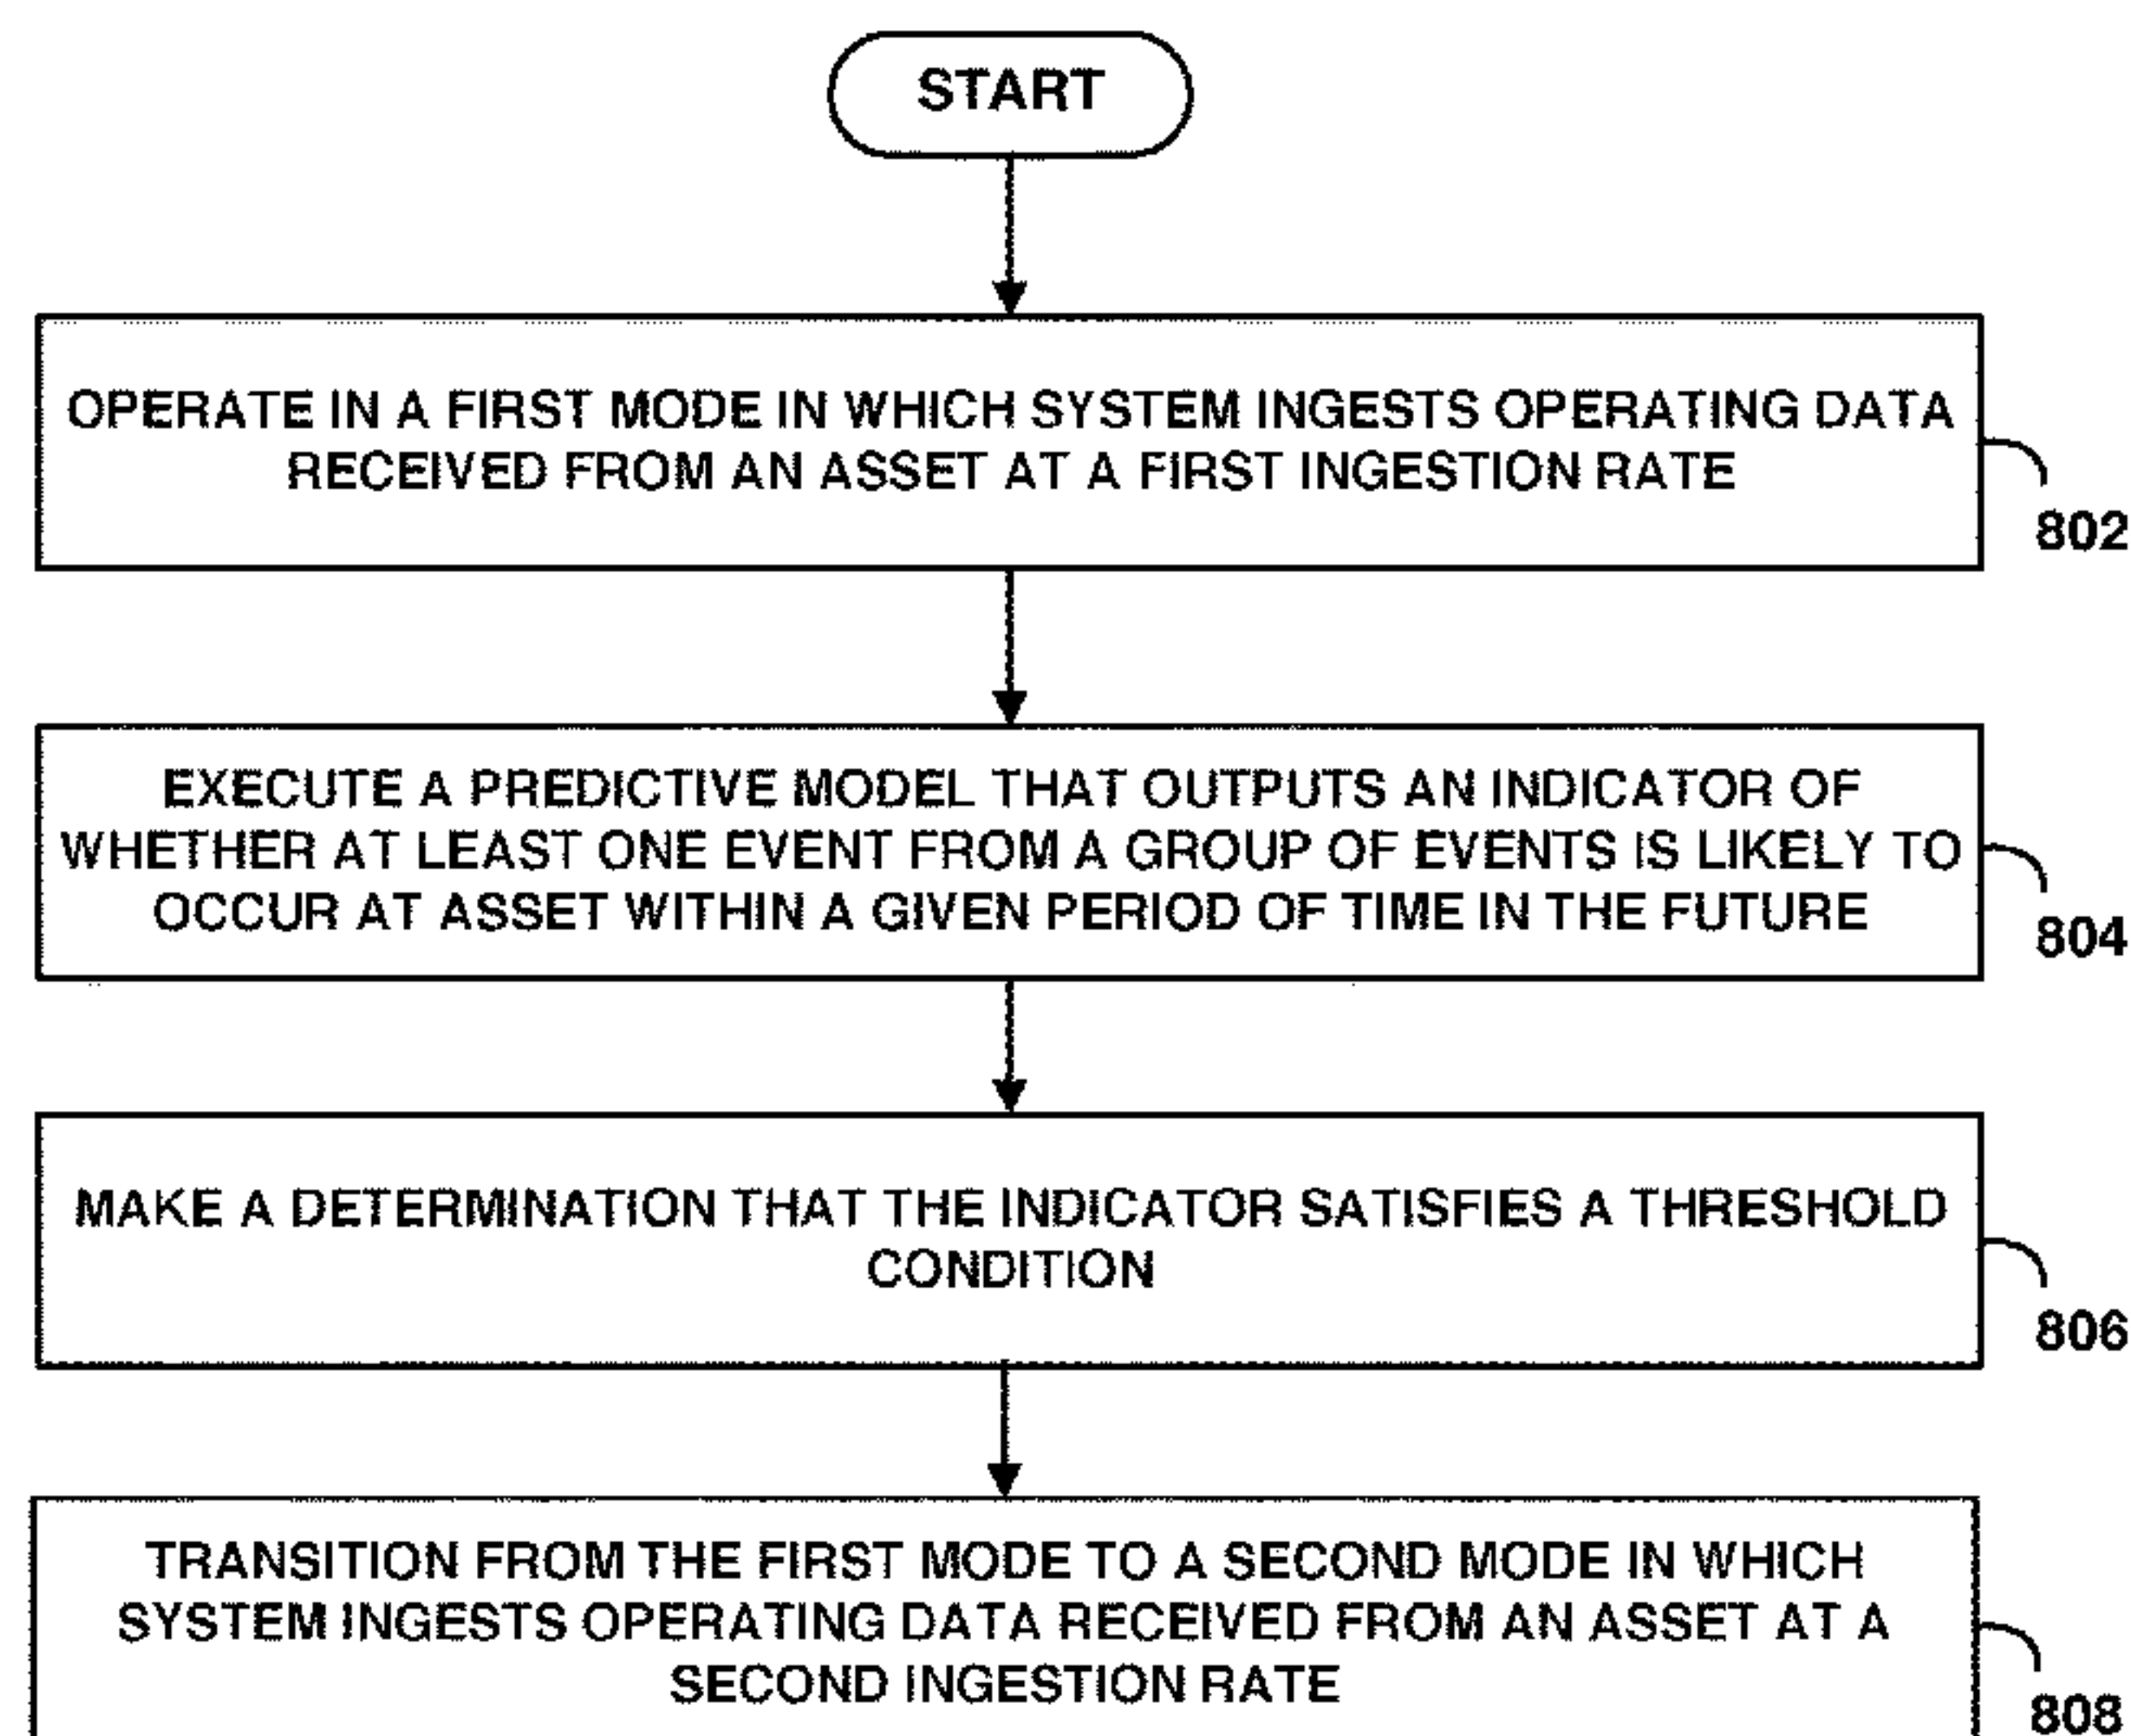 START
OPERATE IN A FIRST MODE IN WHICH SYSTEM INGESTS OPERATING DATA
RECEIVED FROM AN ASSET AT A FIRST INGESTION RATE
802
EXECUTE A PREDICTIVE MODEL THAT OUTPUTS AN INDICATOR OF
WHETHER AT LEAST ONE EVENT FROM A GROUP OF EVENTS IS LIKELY TO
OCCUR AT ASSET WITHIN A GIVEN PERIOD OF TIME IN THE FUTURE
804
MAKE A DETERMINATION THAT THE INDICATOR SATISFIES A THRESHOLD
CONDITION
806
TRANSITION FROM THE FIRST MODE TO A SECOND MODE IN WHICH
SYSTEM INGESTS OPERATING DATA RECEIVED FROM AN ASSET AT A
SECOND INGESTION RATE
808